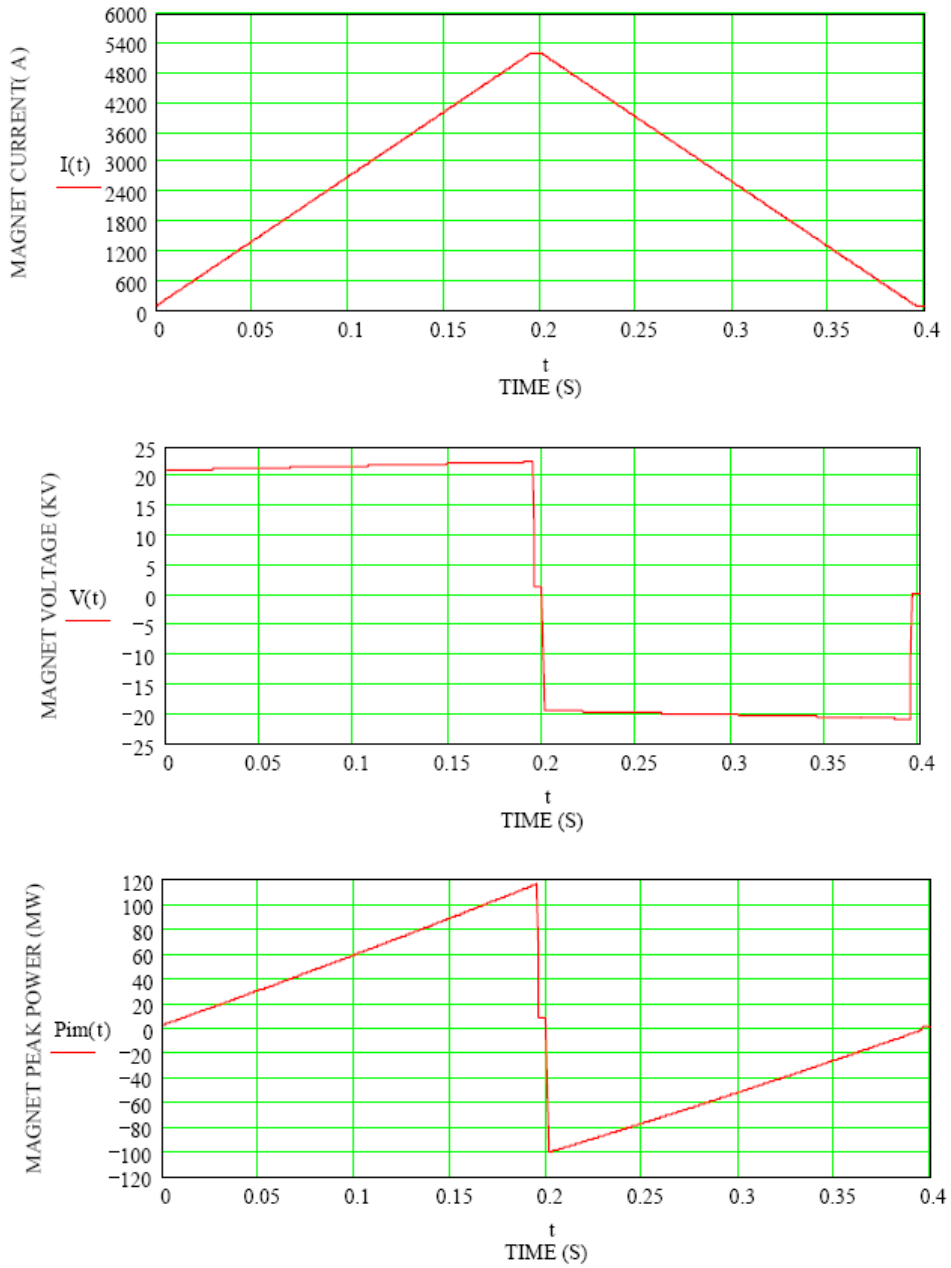 MAGNET CURRENT( A)
I(t)
6000
5400
4800
4200
3600
3000
2400
1800
1200
600
0
0 0.05 0.1 0.15 0.2 0.25 0.3 0.35 0.4
t
TIME (S)
MAGNET VOLTAGE (KV)
V(t)
25
20
15
10
5
0
−5
−10
−15
−20
−25
0 0.05 0.1 0.15 0.2 0.25 0.3 0.35 0.4
t
TIME (S)
MAGNET PEAK POWER (MW)
Pim(t)
120
100
80
60
40
20
0
−20
−40
−60
−80
−100
−120
0 0.05 0.1 0.15 0.2 0.25 0.3 0.35 0.4
t
TIME (S)